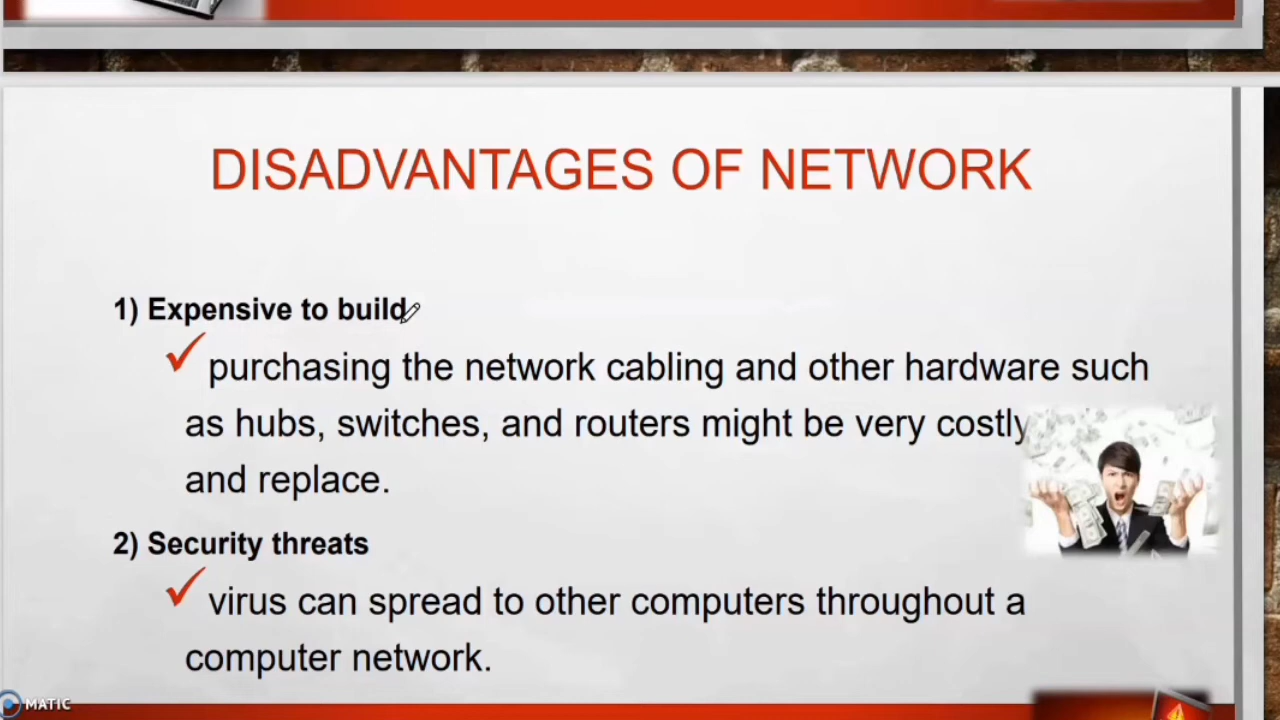 DISADVANTAGES OF NETWORK
1) Expensive to build
purchasing the network cabling and other hardware such
as hubs, switches, and routers might be very costly
and replace.
2) Security threats
virus can spread to other computers throughout a
computer network.
MATIC